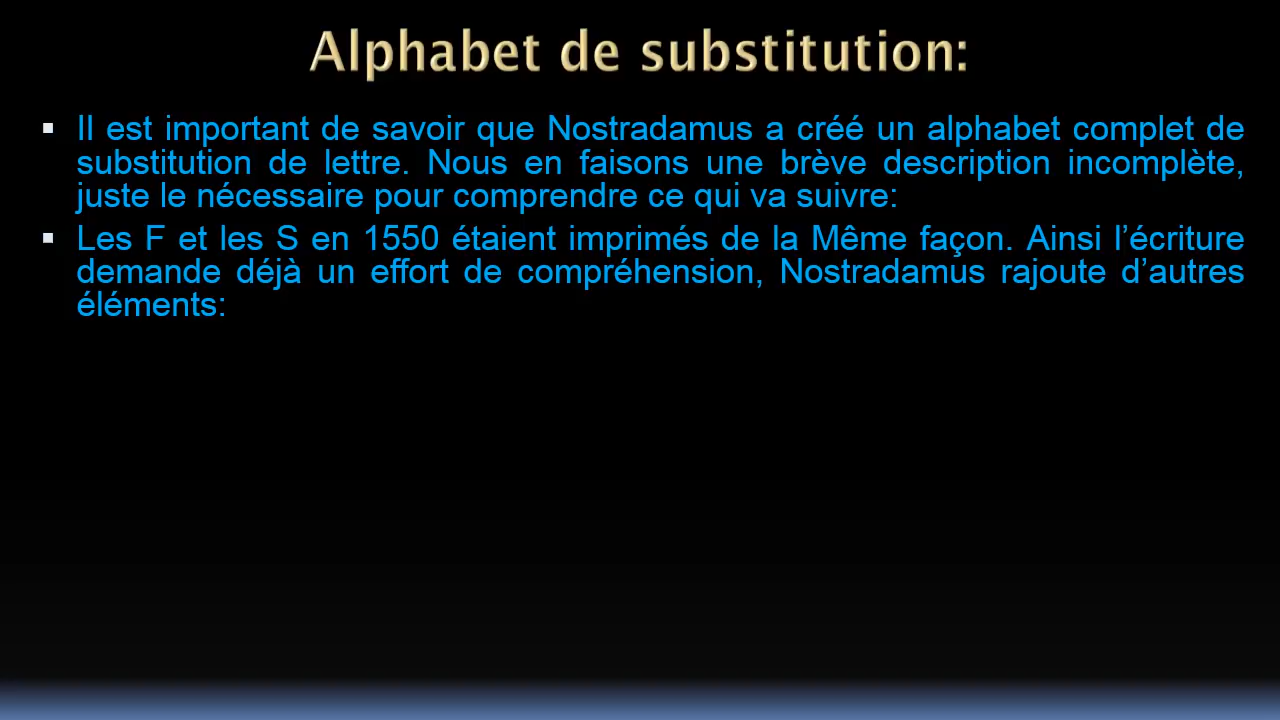 Alphabet de substitution:
Il est important de savoir que Nostradamus a créé un alphabet complet de
substitution de lettre. Nous en faisons une brève description incomplète,
juste le nécessaire pour comprendre ce qui va suivre:
Les F et les S en 1550 étaient imprimés de la Même façon. Ainsi l’écriture
demande déjà un effort de compréhension, Nostradamus rajoute d’autres
éléments: